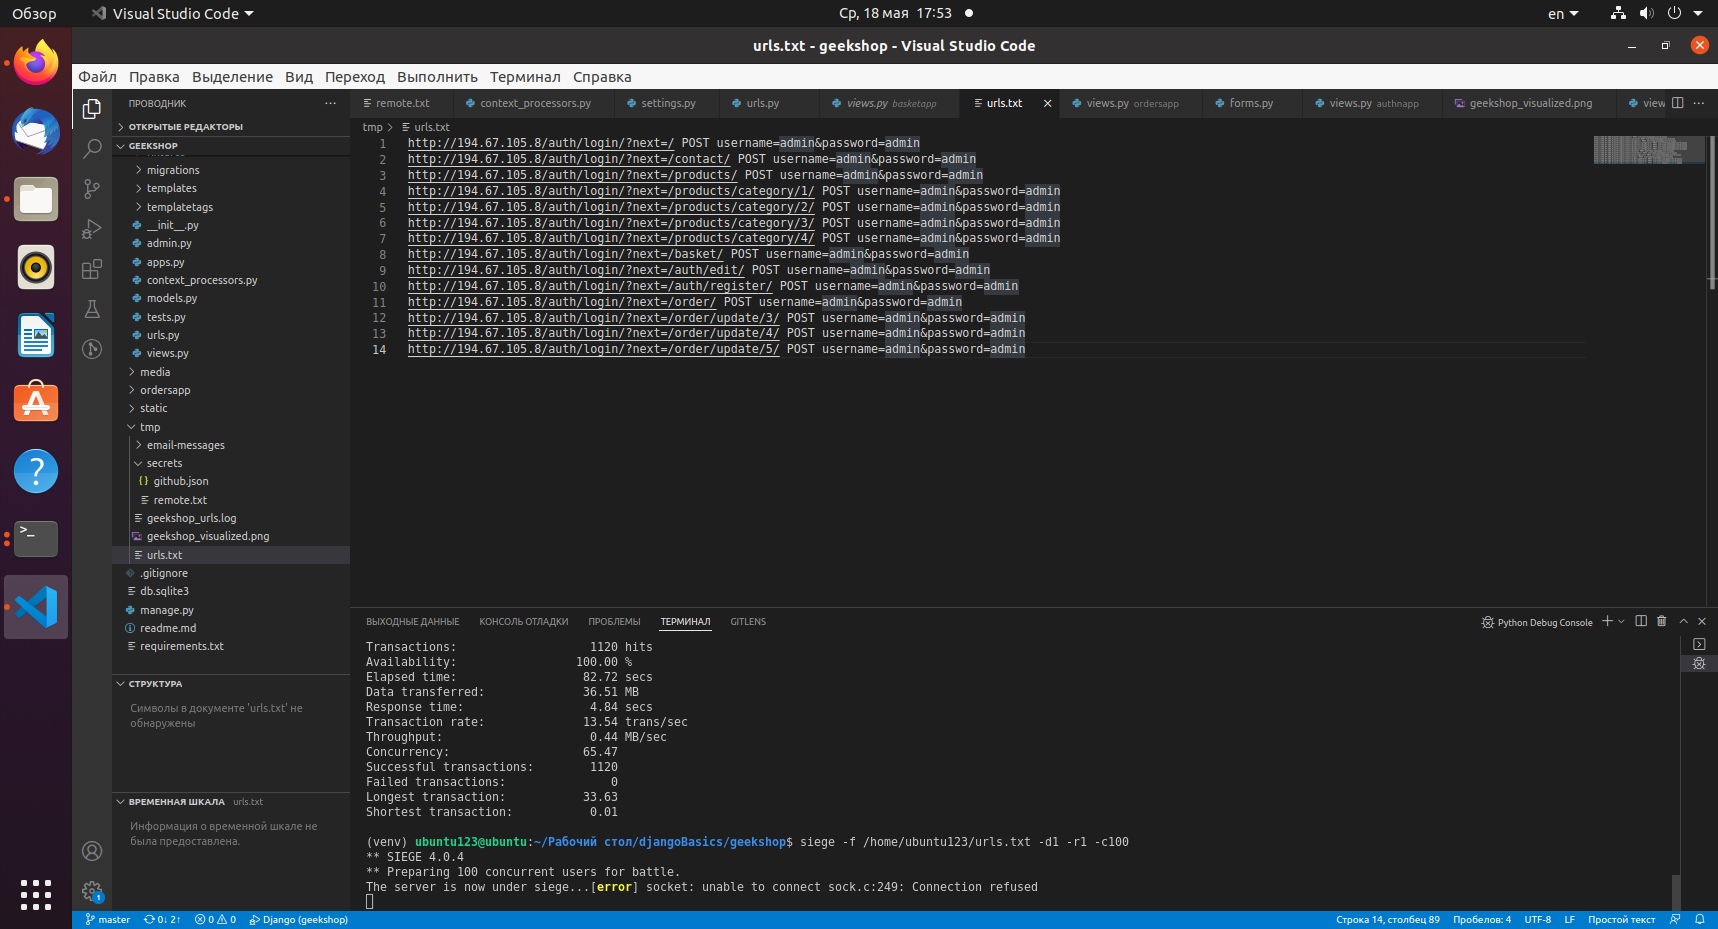 Обзор
Visual Studio Code
Ср, 18 мая 17:53
en
urls.txt - geekshop - Visual Studio Code
Файл Правка Выделение Вид Переход Выполнить Терминал Справка
ПРОВОДНИК
ОТКРЫТЫЕ РЕДАКТОРЫ
GEEKSHOP
migrations
templates
templatetags
__init__.py
admin.py
apps.py
context_processors.py
models.py
tests.py
urls.py
views.py
media
ordersapp
static
tmp
email-messages
secrets
github.json
remote.txt
geekshop_urls.log
geekshop_visualized.png
urls.txt
.gitignore
db.sqlite3
manage.py
readme.md
requirements.txt
СТРУКТУРА
Символы в документе 'urls.txt' не
обнаружены
ВРЕМЕННАЯ ШКАЛА urls.txt
Информация о временной шкале не
была предоставлена.
remote.txt context_processors.py settings.py urls.py views.py basketapp urls.txt views.py ordersapp forms.py views.py authnapp geekshop_visualized.png view
tmp > urls.txt
1 http://194.67.105.8/auth/login/?next=/ POST username=admin&password=admin
2 http://194.67.105.8/auth/login/?next=/contact/ POST username=admin&password=admin
3 http://194.67.105.8/auth/login/?next=/products/ POST username=admin&password=admin
4 http://194.67.105.8/auth/login/?next=/products/category/1/ POST username=admin&password=admin
5 http://194.67.105.8/auth/login/?next=/products/category/2/ POST username=admin&password=admin
6 http://194.67.105.8/auth/login/?next=/products/category/3/ POST username=admin&password=admin
7 http://194.67.105.8/auth/login/?next=/products/category/4/ POST username=admin&password=admin
8 http://194.67.105.8/auth/login/?next=/basket/ POST username=admin&password=admin
9 http://194.67.105.8/auth/login/?next=/auth/edit/ POST username=admin&password=admin
10 http://194.67.105.8/auth/login/?next=/auth/register/ POST username=admin&password=admin
11 http://194.67.105.8/auth/login/?next=/order/ POST username=admin&password=admin
12 http://194.67.105.8/auth/login/?next=/order/update/3/ POST username=admin&password=admin
13 http://194.67.105.8/auth/login/?next=/order/update/4/ POST username=admin&password=admin
14 http://194.67.105.8/auth/login/?next=/order/update/5/ POST username=admin&password=admin
ВЫХОДНЫЕ ДАННЫЕ КОНСОЛЬ ОТЛАДКИ ПРОБЛЕМЫ ТЕРМИНАЛ GITLENS
Python Debug Console
Transactions: 1120 hits
Availability: 100.00 %
Elapsed time: 82.72 secs
Data transferred: 36.51 MB
Response time: 4.84 secs
Transaction rate: 13.54 trans/sec
Throughput: 0.44 MB/sec
Concurrency: 65.47
Successful transactions: 1120
Failed transactions: 0
Longest transaction: 33.63
Shortest transaction: 0.01
(venv) ubuntu123@ubuntu:~/Рабочий стол/djangoBasics/geekshop$ siege -f /home/ubuntu123/urls.txt -d1 -r1 -c100
** SIEGE 4.0.4
** Preparing 100 concurrent users for battle.
The server is now under siege...[error] socket: unable to connect sock.c:249: Connection refused
1
master 0↓ 2↑ 0 0 Django (geekshop)
Строка 14, столбец 89 Пробелов: 4 UTF-8 LF Простой текст